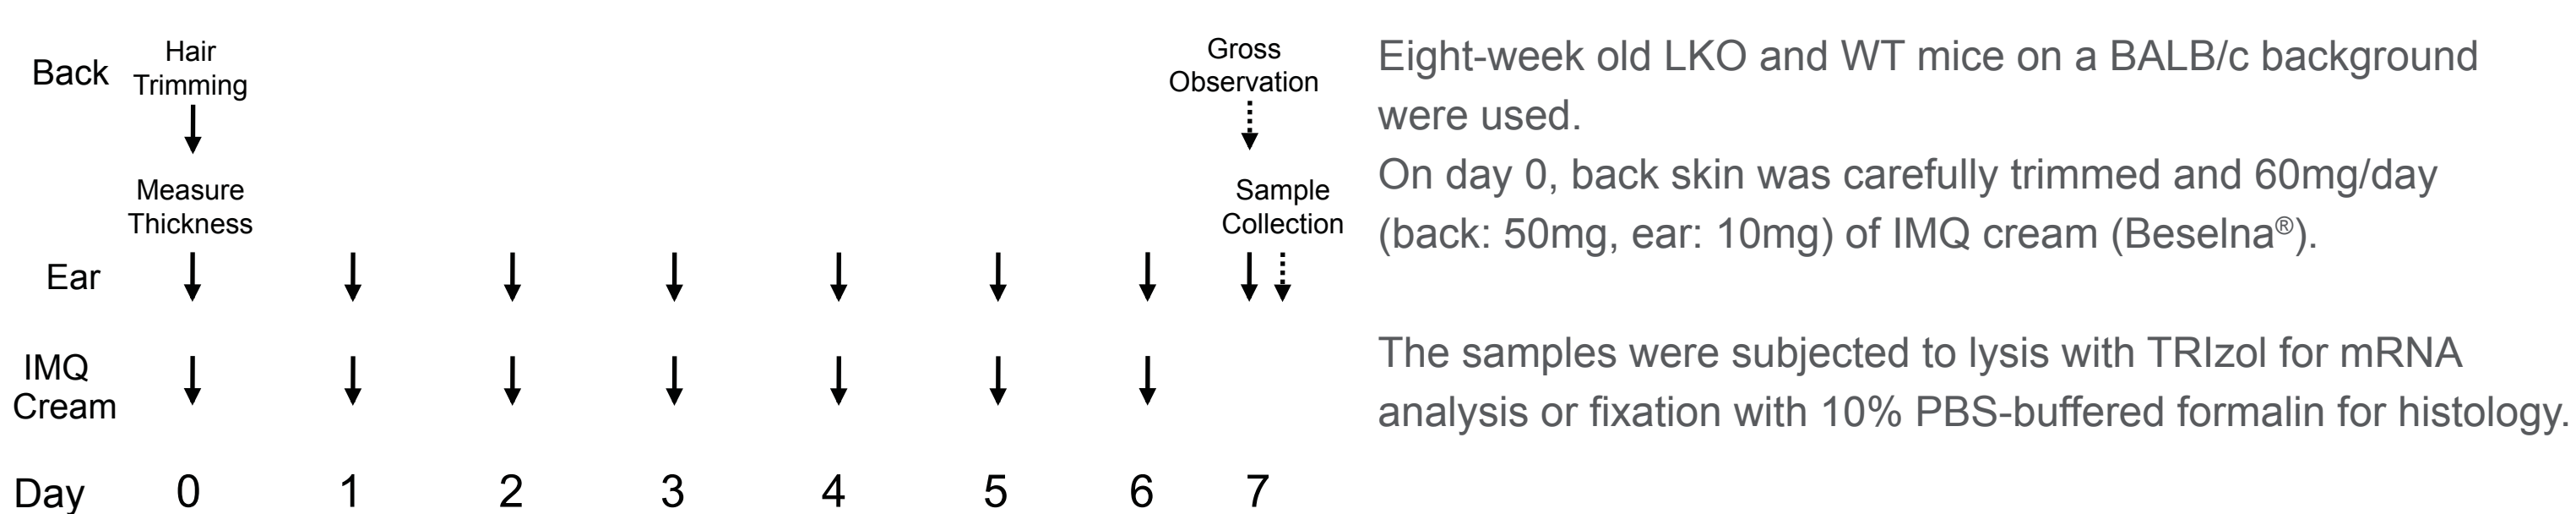 Back
Hair
Trimming
Measure
Thickness
Gross
Observation
Sample
Collection
Ear
IMQ
Cream
Day 0 1 2 3 4 5 6 7
Eight-week old LKO and WT mice on a BALB/c background
were used.
On day 0, back skin was carefully trimmed and 60mg/day
(back: 50mg, ear: 10mg) of IMQ cream (Beselna®).
The samples were subjected to lysis with TRIzol for mRNA
analysis or fixation with 10% PBS-buffered formalin for histology.